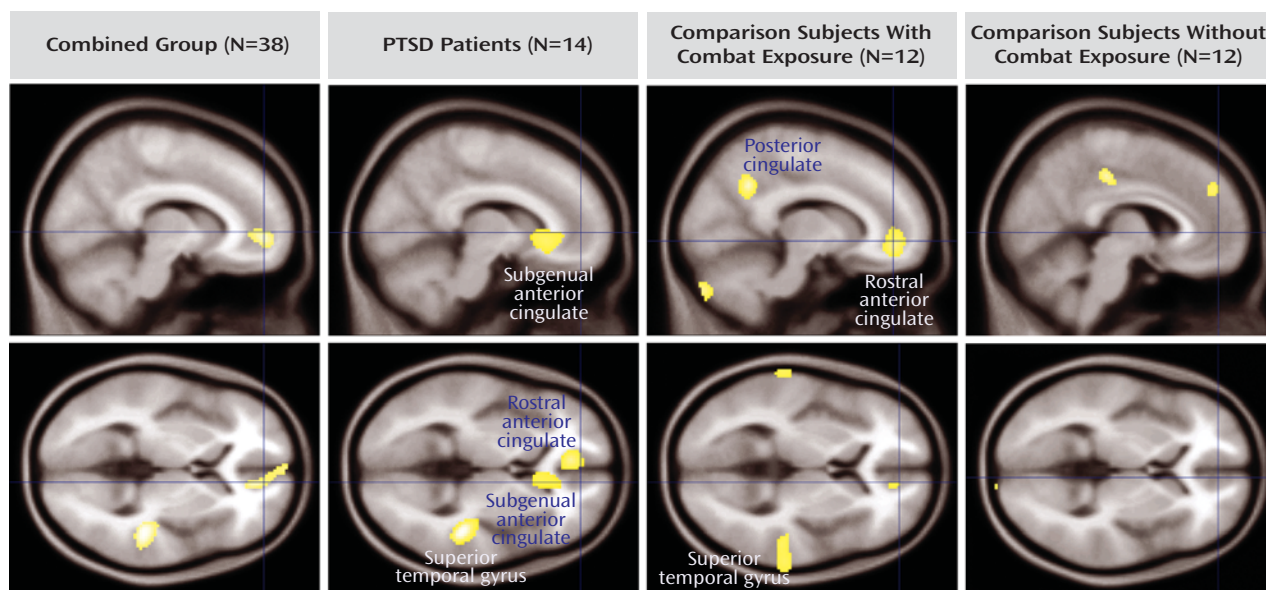 Combined Group (N=38)
PTSD Patients (N=14)
Comparison Subjects With
Combat Exposure (N=12)
Comparison Subjects Without
Combat Exposure (N=12)
Subgenual
anterior
cingulate
Posterior
cingulate
Rostral
anterior
cingulate
Rostral
anterior
cingulate
Subgenual
anterior
cingulate
Superior
temporal gyrus
Superior
temporal gyrus